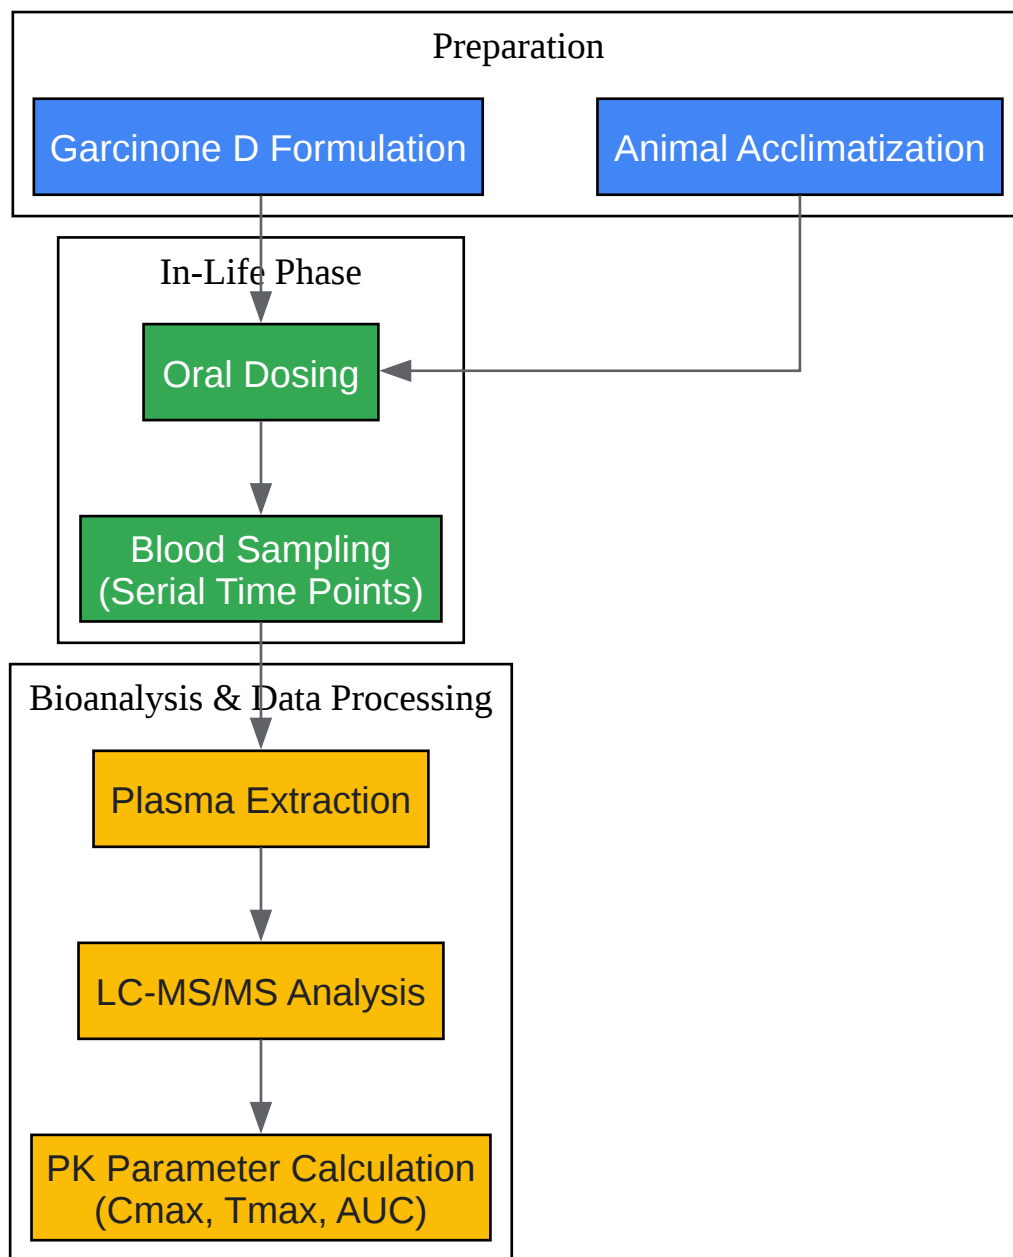 Preparation
Garcinone D Formulation
Animal Acclimatization
In-Life Phase
Oral Dosing
Blood Sampling
(Serial Time Points)
Bioanalysis & Data Processing
Plasma Extraction
LC-MS/MS Analysis
PK Parameter Calculation
(Cmax, Tmax, AUC)